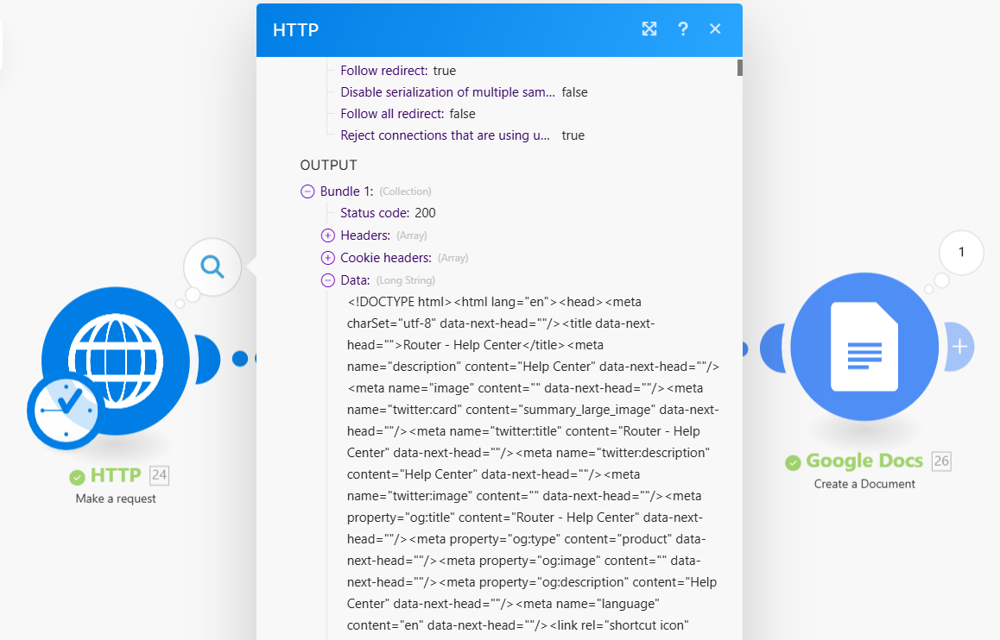 HTTP
?
Follow redirect: true
Disable serialization of multiple sam... false
Follow all redirect: false
Reject connections that are using u... true
OUTPUT
Bundle 1: (Collection)
Status code: 200
Headers: (Array)
Cookie headers: (Array)
Data: (Long String)
<!DOCTYPE html><html lang="en"><head><meta
charSet="utf-8" data-next-head=""/><title data-next-
head="">Router - Help Center</title><meta
name="description" content="Help Center" data-next-head=""/>
<meta name="image" content="" data-next-head=""/><meta
name="twitter:card" content="summary_large_image" data-next-
head=""/><meta name="twitter:title" content="Router - Help
Center" data-next-head=""/><meta name="twitter:description"
content="Help Center" data-next-head=""/><meta
name="twitter:image" content="" data-next-head=""/><meta
property="og:title" content="Router - Help Center" data-next-
head=""/><meta property="og:type" content="product" data-
next-head=""/><meta property="og:image" content="" data-
next-head=""/><meta property="og:description" content="Help
Center" data-next-head=""/><meta name="language"
content="en" data-next-head=""/><link rel="shortcut icon"
HTTP 24
Make a request
1
Google Docs 26
Create a Document